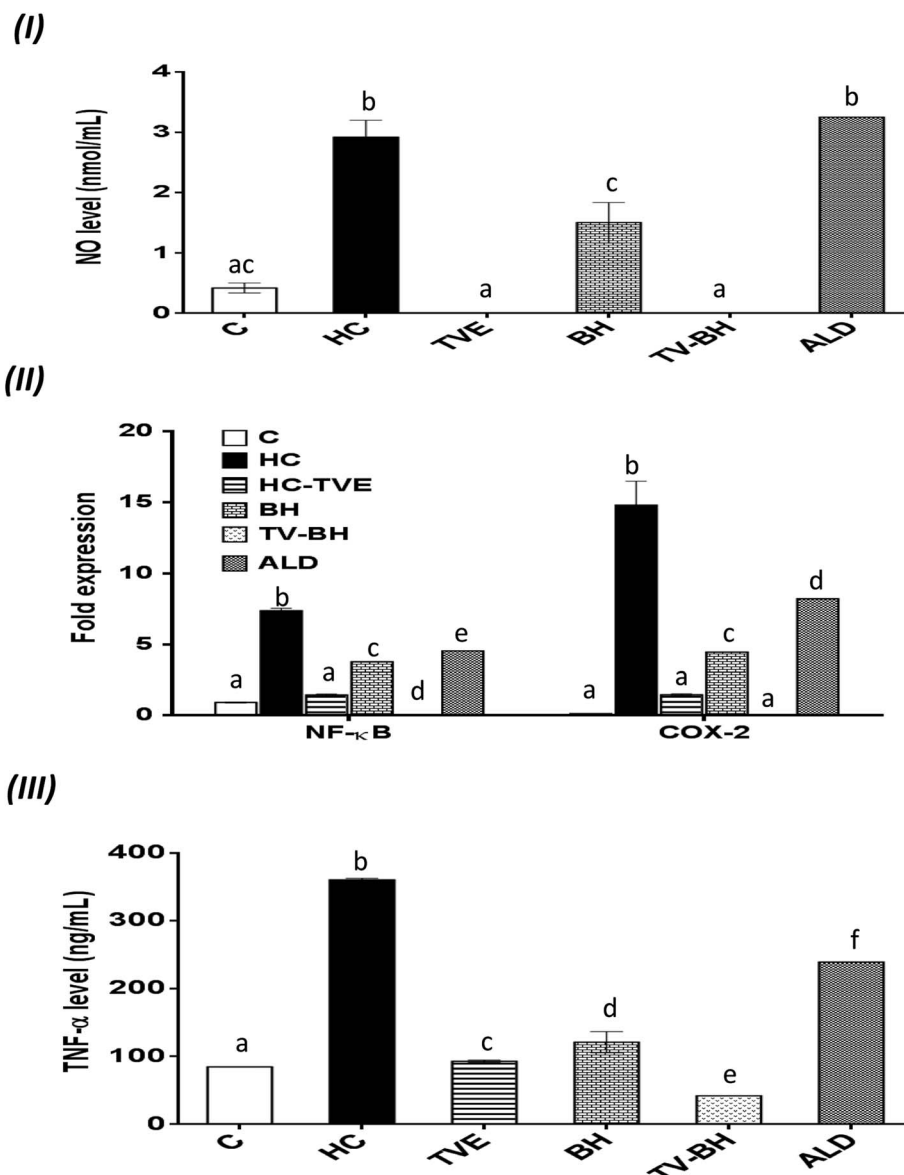 (I)
NO level (nmol/mL)
4
3
2
1
0
ac
b
a
c
a
b
C
HC
TVE
BH
TV-BH
ALD
(II)
Fold expression
20
15
10
5
0
C
HC
HC-TVE
BH
TV-BH
ALD
a
b
a
c
d
e
a
b
a
c
a
d
NF-κB
COX-2
(III)
TNF-α level (ng/mL)
400
300
200
100
0
a
b
c
d
e
f
C
HC
TVE
BH
TV-BH
ALD